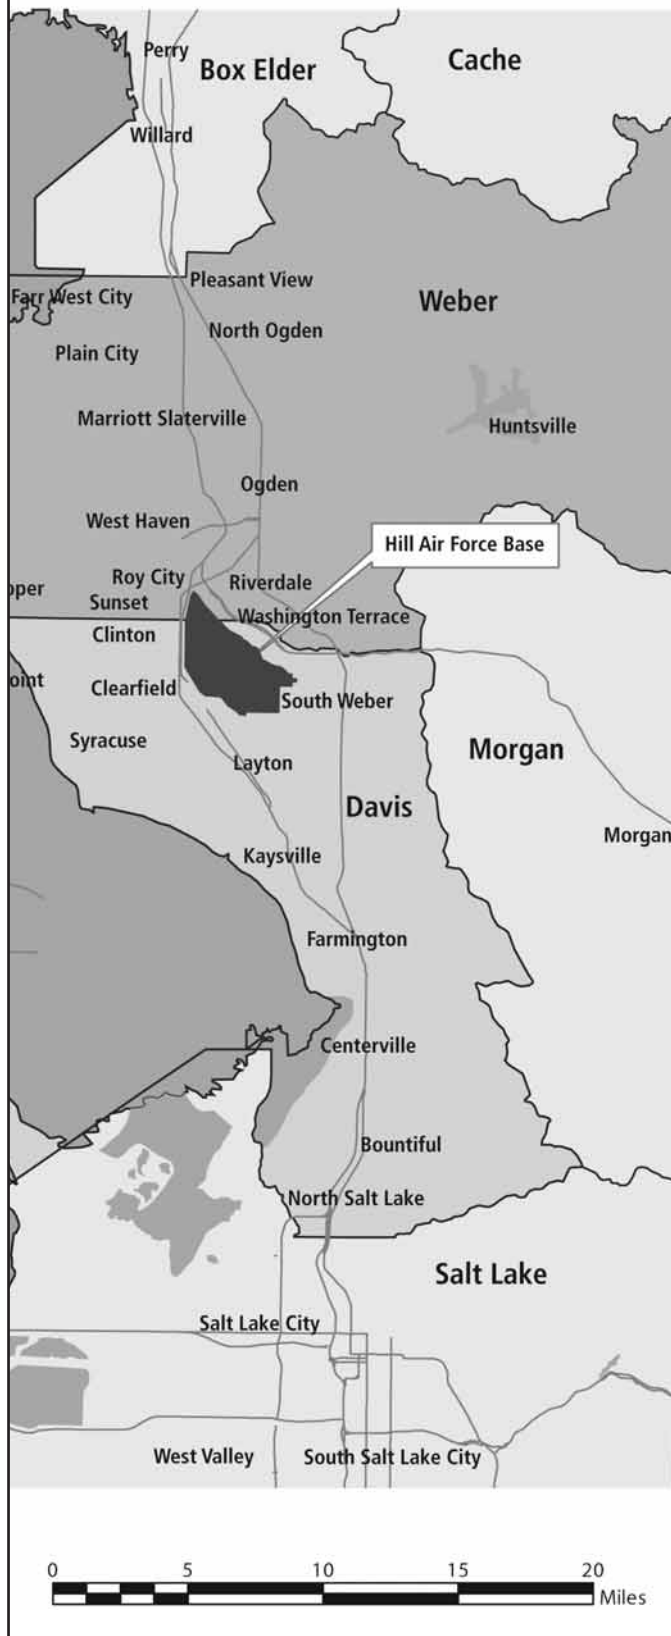 Perry
Box Elder
Cache
Willard
Pleasant View
Farr West City
Weber
North Ogden
Plain City
Marriott Slaterville
Huntsville
Ogden
West Haven
Hill Air Force Base
Roy City
Riverdale
oper
Sunset
Washington Terrace
Clinton
oint
Clearfield
South Weber
Syracuse
Morgan
Layton
Davis
Morgan
Kaysville
Farmington
Centerville
Bountiful
North Salt Lake
Salt Lake
Salt Lake City
West Valley
South Salt Lake City
0 5 10 15 20
Miles